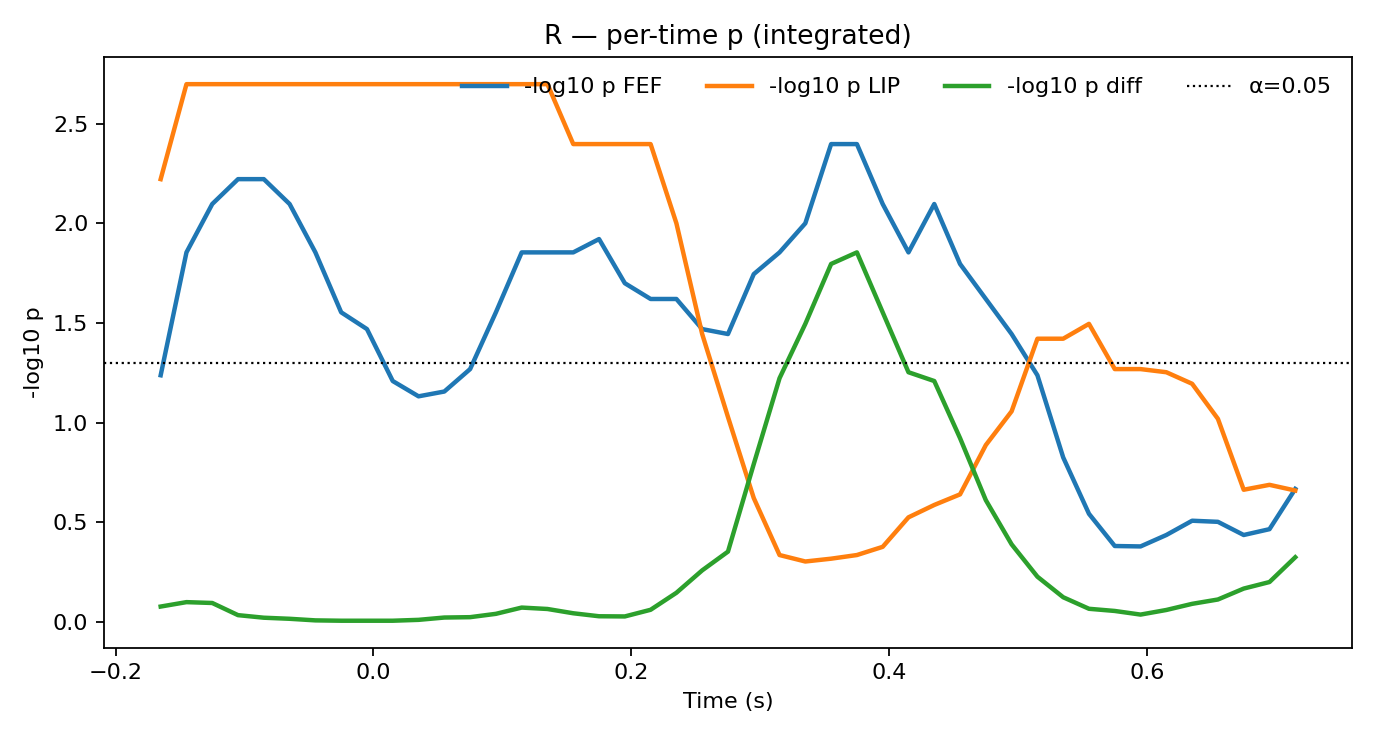 R — per-time p (integrated)
-log10 p FEF
-log10 p LIP
-log10 p diff
α=0.05
-log10 p
2.5
2.0
1.5
1.0
0.5
0.0
−0.2
0.0
0.2
0.4
0.6
Time (s)